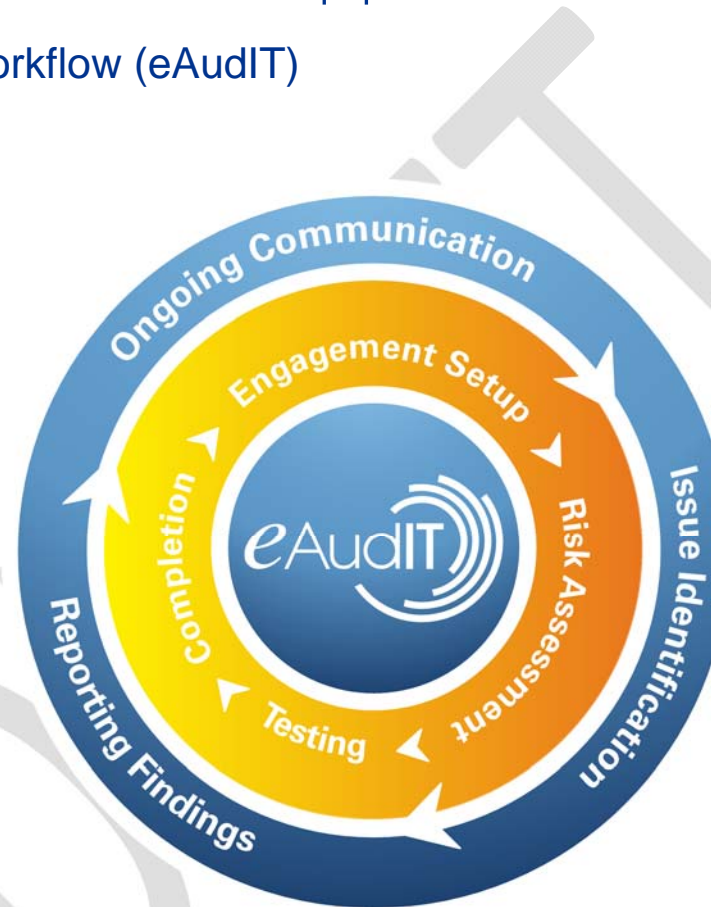 orkflow (eAudIT)
Ongoing Communication
Engagement Setup
Issue Identification
Risk Assessment
eAudIT
Completion
Testing
Reporting Findings